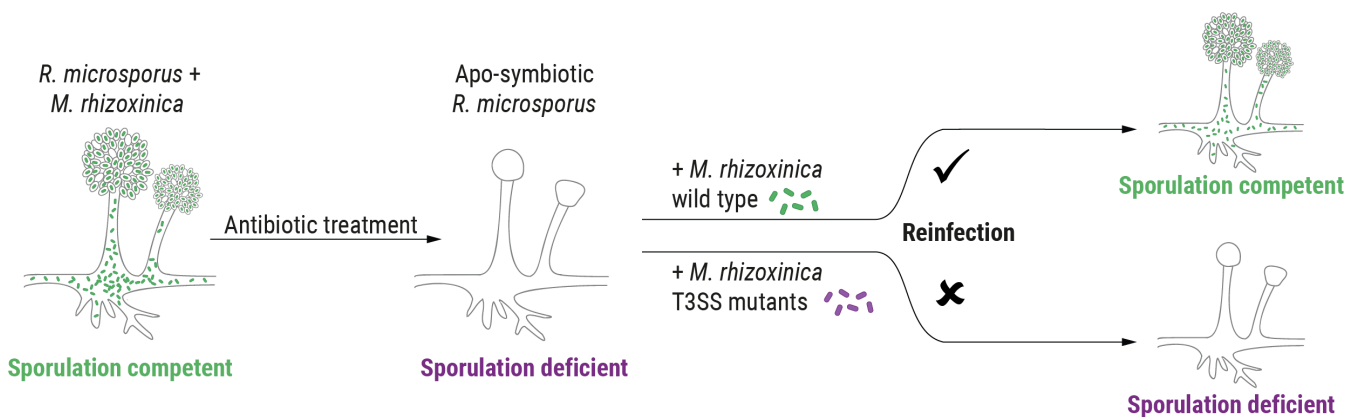 R. microsporus +
M. rhizoxinica
Sporulation competent
Antibiotic treatment
Apo-symbiotic
R. microsporus
Sporulation deficient
+ M. rhizoxinica
wild type
Reinfection
+ M. rhizoxinica
T3SS mutants
Sporulation competent
Sporulation deficient